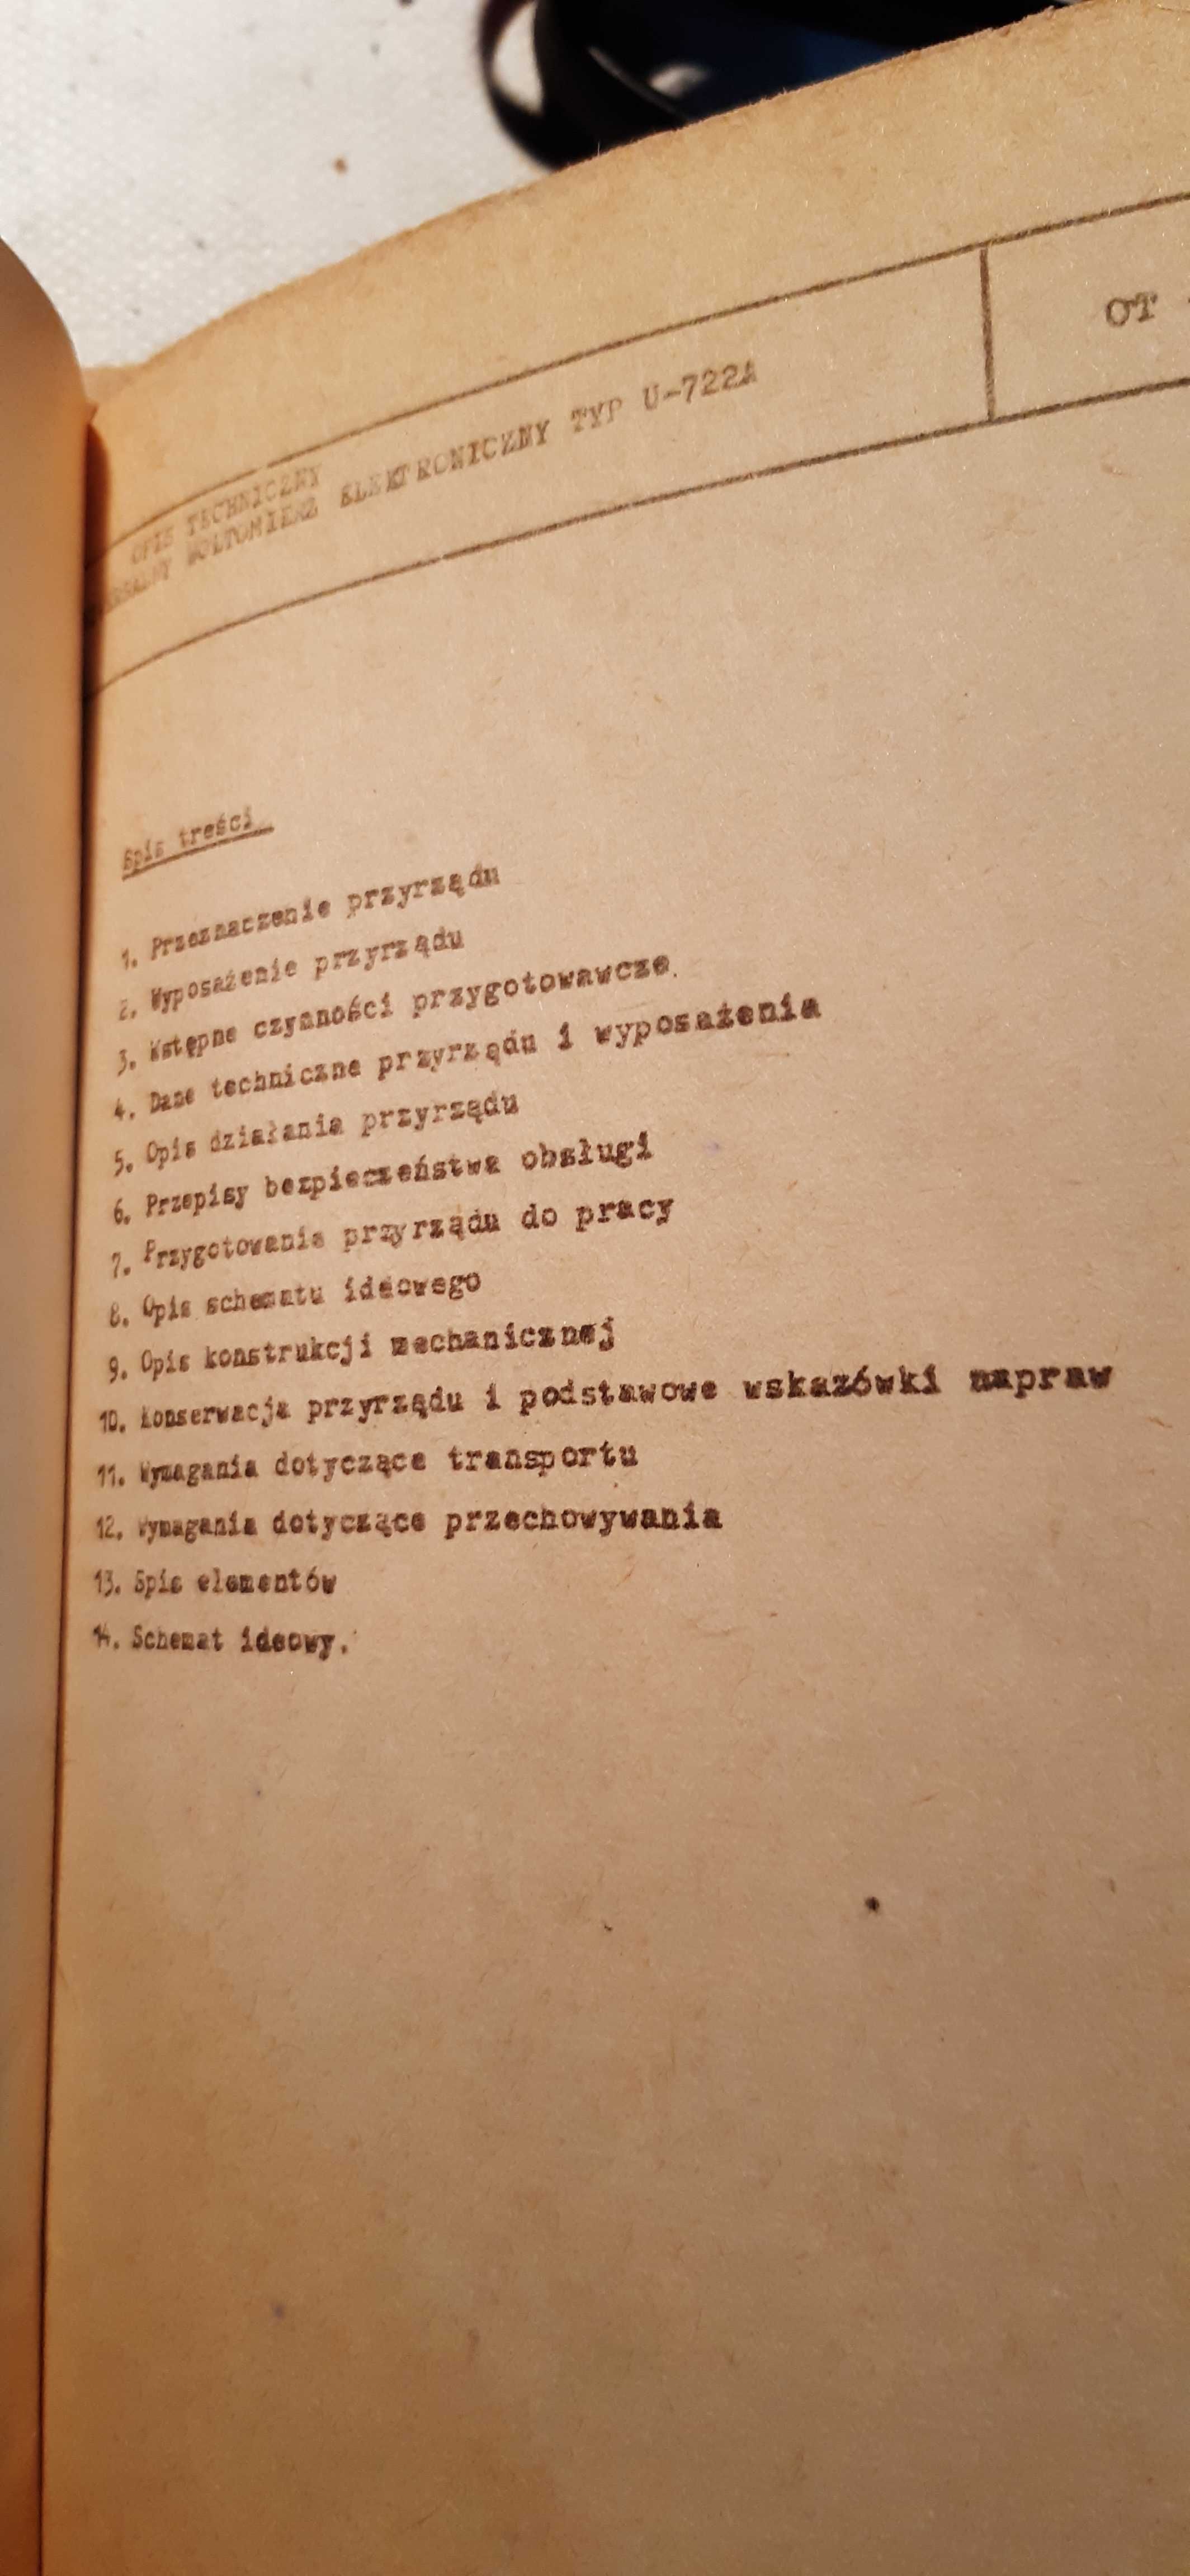 OPIS TECHNICZNY
WOLTOMIERZ ELEKTRONICZNY TYP U-722A
OT
Spis treści
1. Przeznaczenie przyrządu
2. Wyposażenie przyrządu
3. Wstępne czynności przygotowawcze.
4. Dane techniczne przyrządu i wyposażenia
5. Opis działania przyrządu
6. Przepisy bezpieczeństwa obsługi
7. Przygotowanie przyrządu do pracy
8. Opis schematu ideowego
9. Opis konstrukcji mechanicznej
10. Konserwacja przyrządu i podstawowe wskazówki napraw
11. Wymagania dotyczące transportu
12. Wymagania dotyczące przechowywania
13. Spis elementów
14. Schemat ideowy.